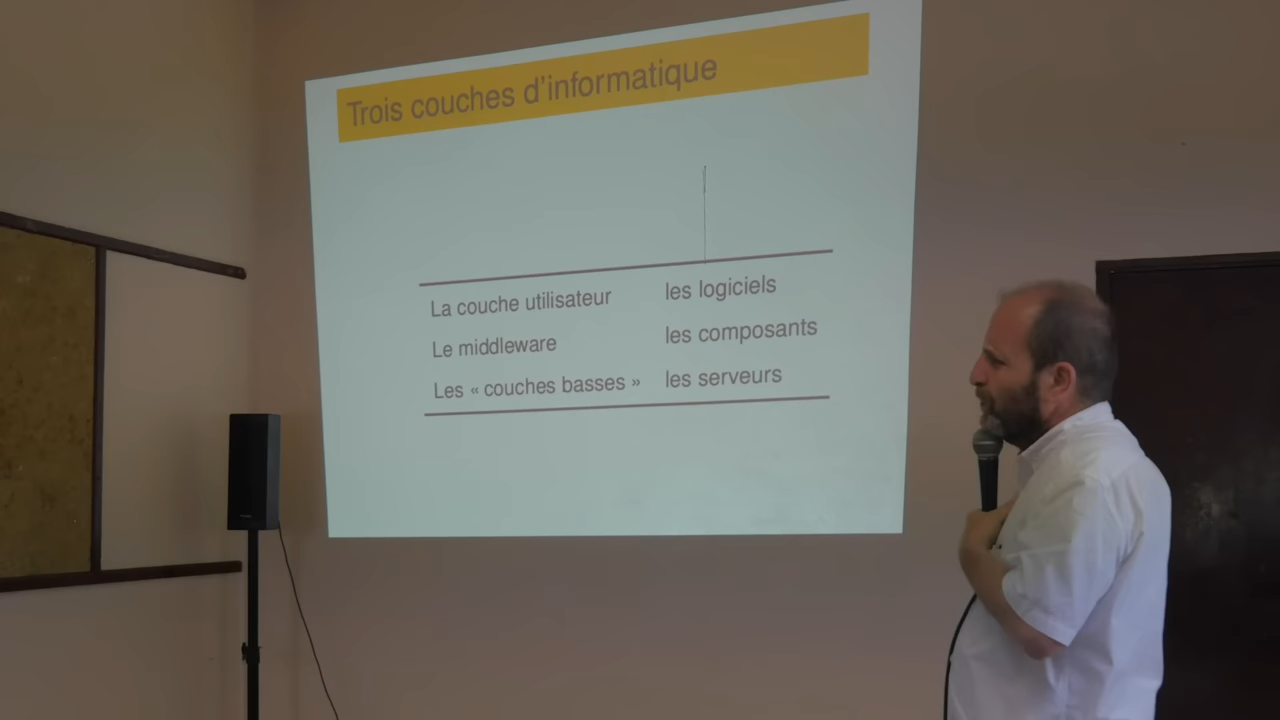 Trois couches d'informatique
La couche utilisateur les logiciels
Le middleware les composants
Les « couches basses » les serveurs